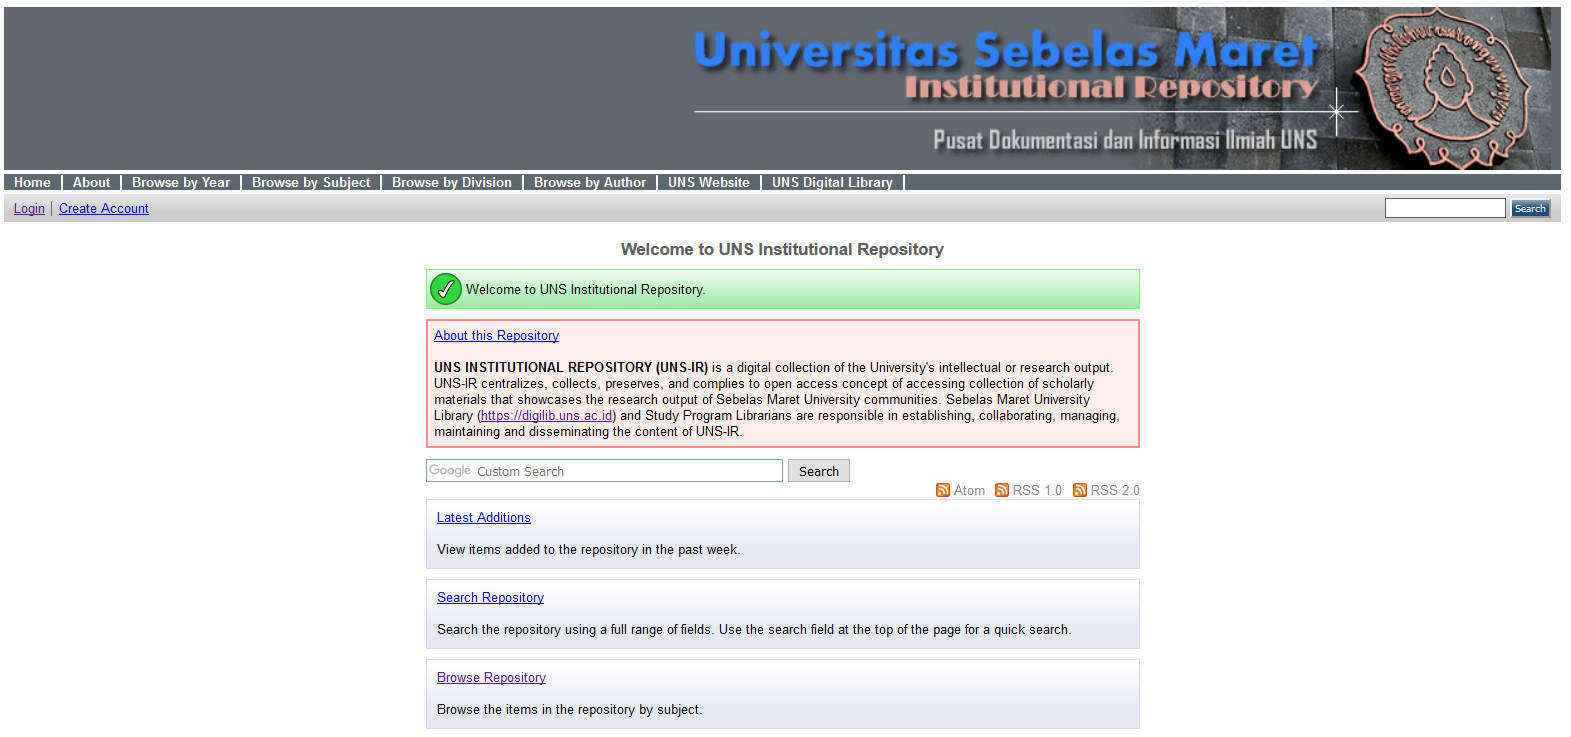 Universitas Sebelas Maret
Institutional Repository
Pusat Dokumentasi dan Informasi Ilmiah UNS
Home About Browse by Year Browse by Subject Browse by Division Browse by Author UNS Website UNS Digital Library
Login Create Account Search
Welcome to UNS Institutional Repository
Welcome to UNS Institutional Repository.
About this Repository
UNS INSTITUTIONAL REPOSITORY (UNS-IR) is a digital collection of the University's intellectual or research output.
UNS-IR centralizes, collects, preserves, and complies to open access concept of accessing collection of scholarly
materials that showcases the research output of Sebelas Maret University communities. Sebelas Maret University
Library (https://digilib.uns.ac.id) and Study Program Librarians are responsible in establishing, collaborating, managing,
maintaining and disseminating the content of UNS-IR.
Google Custom Search Search
Atom RSS 1.0 RSS 2.0
Latest Additions
View items added to the repository in the past week.
Search Repository
Search the repository using a full range of fields. Use the search field at the top of the page for a quick search.
Browse Repository
Browse the items in the repository by subject.